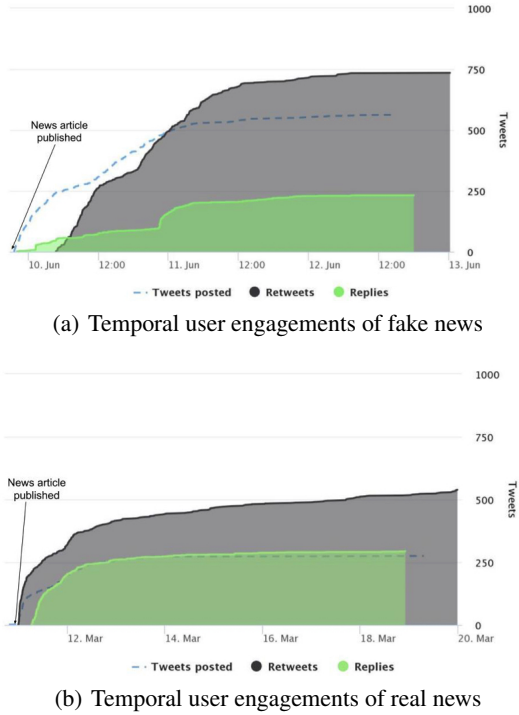 1000
750
500
250
0
Tweets
News article
published
10. Jun
12:00
11. Jun
12:00
12. Jun
12:00
13. Jun
Tweets posted
Retweets
Replies
(a) Temporal user engagements of fake news
1000
750
500
250
0
Tweets
News article
published
12. Mar
14. Mar
16. Mar
18. Mar
20. Mar
Tweets posted
Retweets
Replies
(b) Temporal user engagements of real news